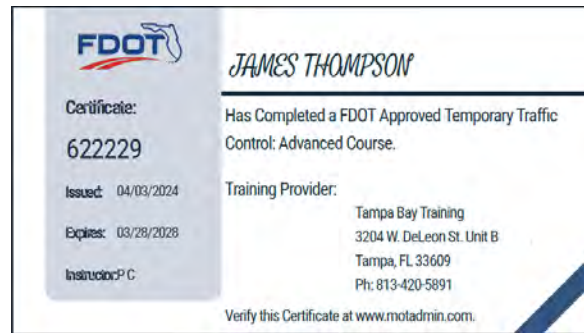 FDOT
JAMES THOMPSON
Certificate:
622229
Issued: 04/03/2024
Expires: 03/28/2028
Instructor:P C
Has Completed a FDOT Approved Temporary Traffic
Control: Advanced Course.
Training Provider:
Tampa Bay Training
3204 W. DeLeon St. Unit B
Tampa, FL 33609
Ph: 813-420-5891
Verify this Certificate at www.motadmin.com.